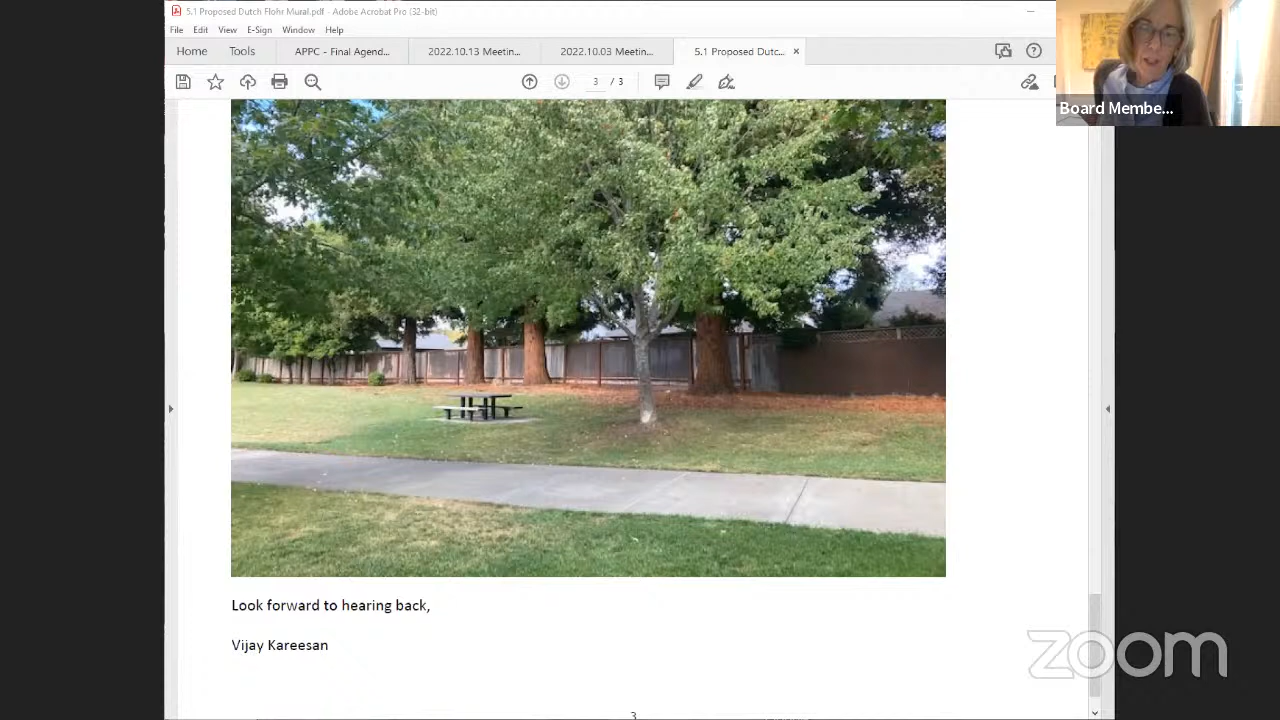 5.1 Proposed Dutch Flohr Mural.pdf - Adobe Acrobat Pro (32-bit)
File Edit View E-Sign Window Help
Home Tools APPC - Final Agend... 2022.10.13 Meetin... 2022.10.03 Meetin... 5.1 Proposed Dutc... ×
3 / 3
Board Membe...
Look forward to hearing back,
Vijay Kareesan
3
zoom